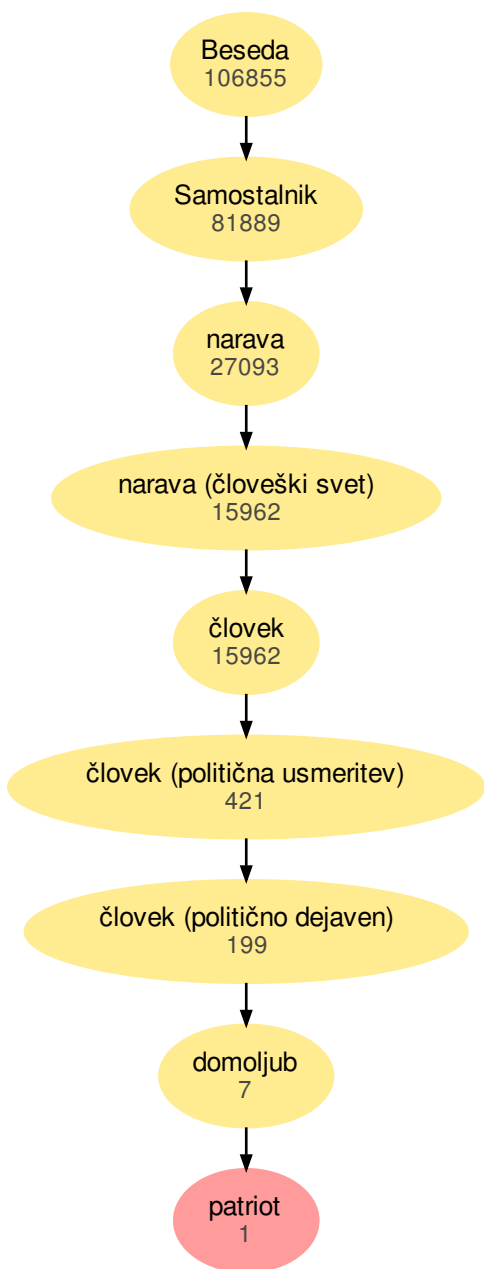 Beseda
106855
Samostalnik
81889
narava
27093
narava (človeški svet)
15962
človek
15962
človek (politična usmeritev)
421
človek (politično dejaven)
199
domoljub
7
patriot
1